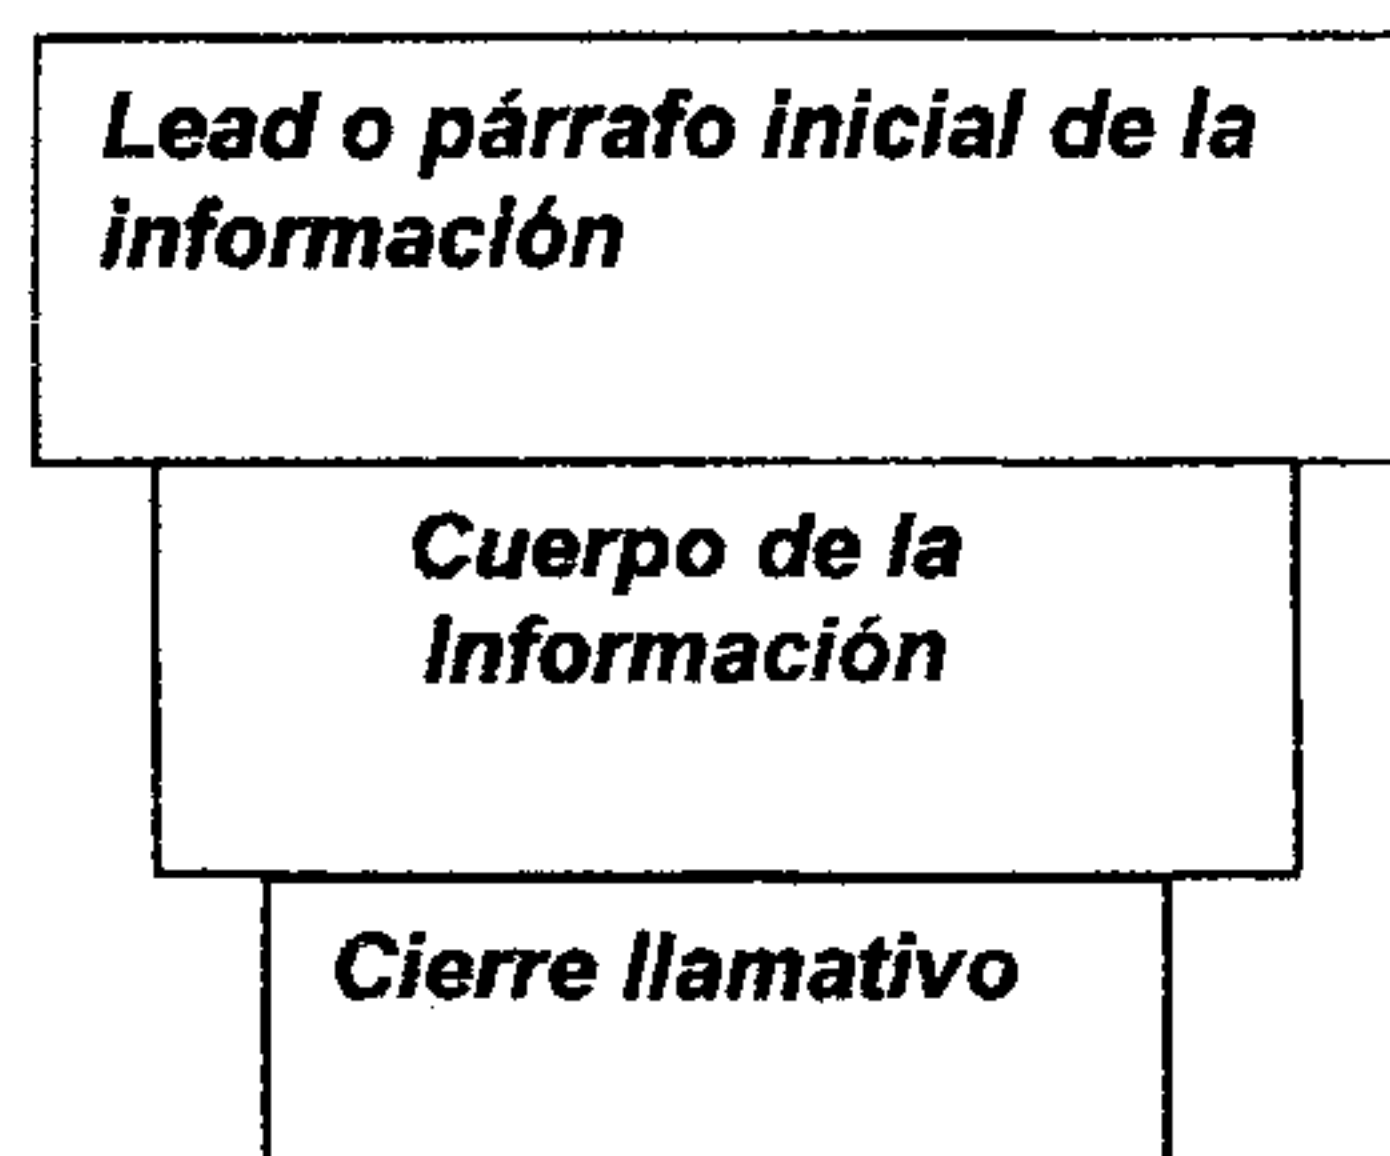 Lead o párrafo inicial de la
información
Cuerpo de la
Información
Cierre llamativo